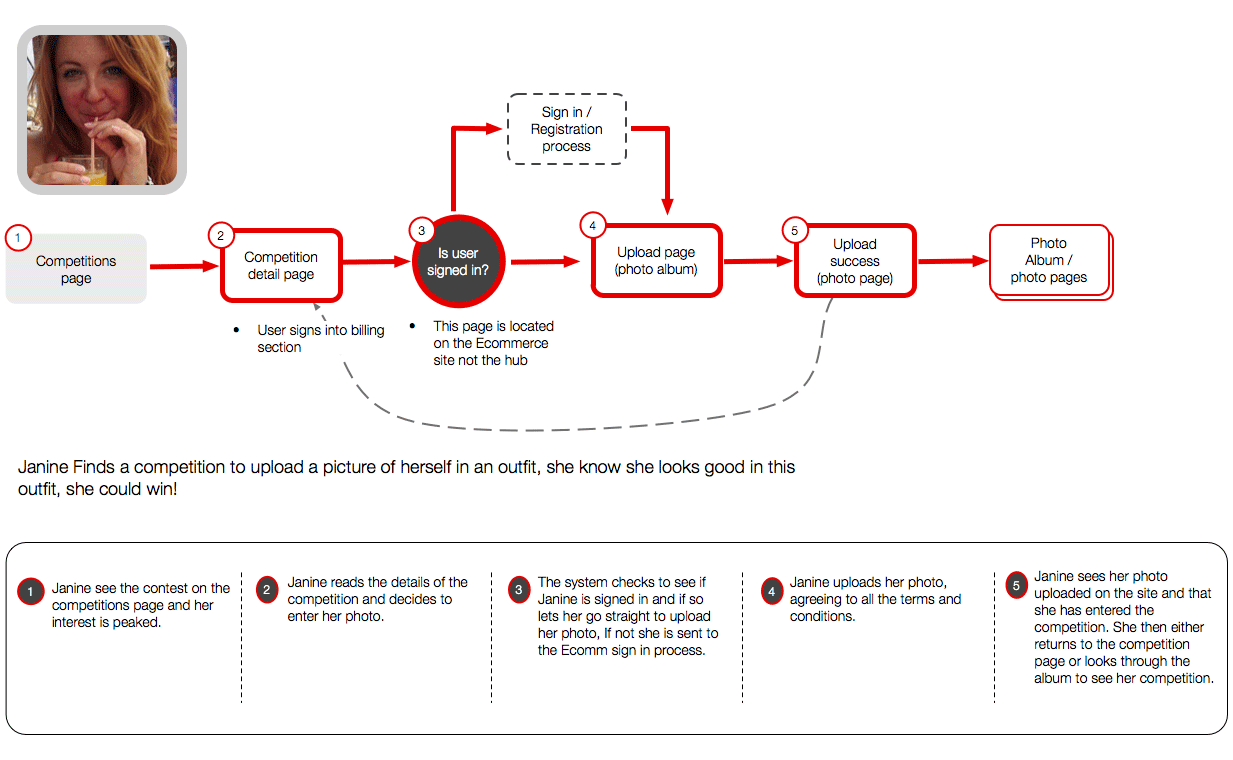 Sign in /
Registration
process
1
Competitions
page
2
Competition
detail page
3
Is user
signed in?
4
Upload page
(photo album)
5
Upload
success
(photo page)
Photo
Album /
photo pages
• User signs into billing
section
• This page is located
on the Ecommerce
site not the hub
Janine Finds a competition to upload a picture of herself in an outfit, she know she looks good in this
outfit, she could win!
1
Janine see the contest on the
competitions page and her
interest is peaked.
2
Janine reads the details of the
competition and decides to
enter her photo.
3
The system checks to see if
Janine is signed in and if so
lets her go straight to upload
her photo, If not she is sent to
the Ecomm sign in process.
4
Janine uploads her photo,
agreeing to all the terms and
conditions.
5
Janine sees her photo
uploaded on the site and that
she has entered the
competition. She then either
returns to the competition
page or looks through the
album to see her competition.